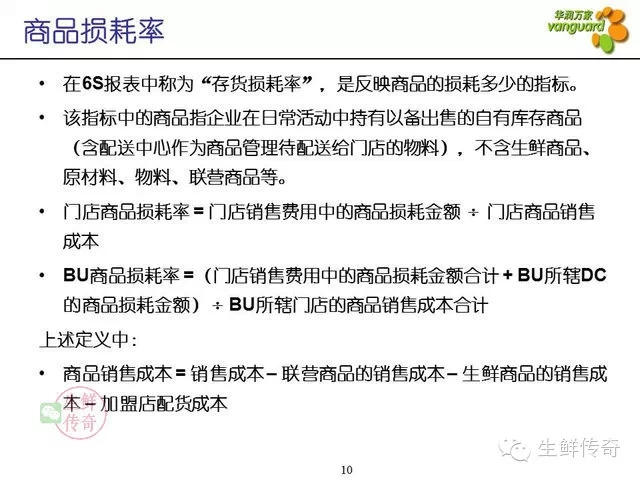 商品损耗率
华润万家
vanguard
• 在6S报表中称为“存货损耗率”，是反映商品的损耗多少的指标。
• 该指标中的商品指企业在日常活动中持有以备出售的自有库存商品
（含配送中心作为商品管理待配送给门店的物料），不含生鲜商品、
原材料、物料、联营商品等。
• 门店商品损耗率＝门店销售费用中的商品损耗金额 ÷ 门店商品销售
成本
• BU商品损耗率＝（门店销售费用中的商品损耗金额合计＋BU所辖DC
的商品损耗金额）÷BU所辖门店的商品销售成本合计
上述定义中：
• 商品销售成本＝销售成本－联营商品的销售成本－生鲜商品的销售成
本－加盟店配货成本
生鲜
传奇
生鲜传奇
10